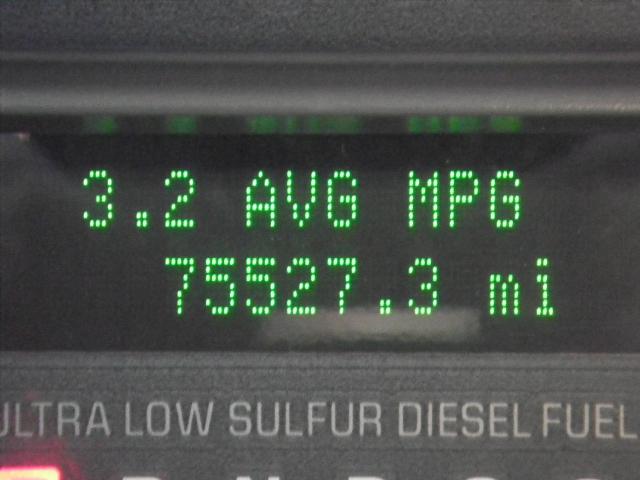 3.2 AVG MPG
75527.3 mi
ULTRA LOW SULFUR DIESEL FUEL